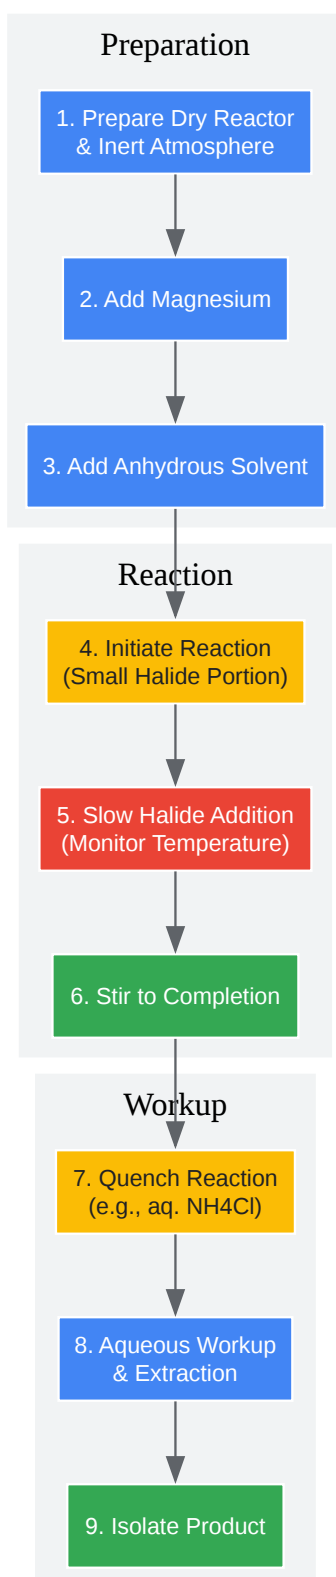 Preparation
1. Prepare Dry Reactor
& Inert Atmosphere
2. Add Magnesium
3. Add Anhydrous Solvent
Reaction
4. Initiate Reaction
(Small Halide Portion)
5. Slow Halide Addition
(Monitor Temperature)
6. Stir to Completion
Workup
7. Quench Reaction
(e.g., aq. NH4Cl)
8. Aqueous Workup
& Extraction
9. Isolate Product